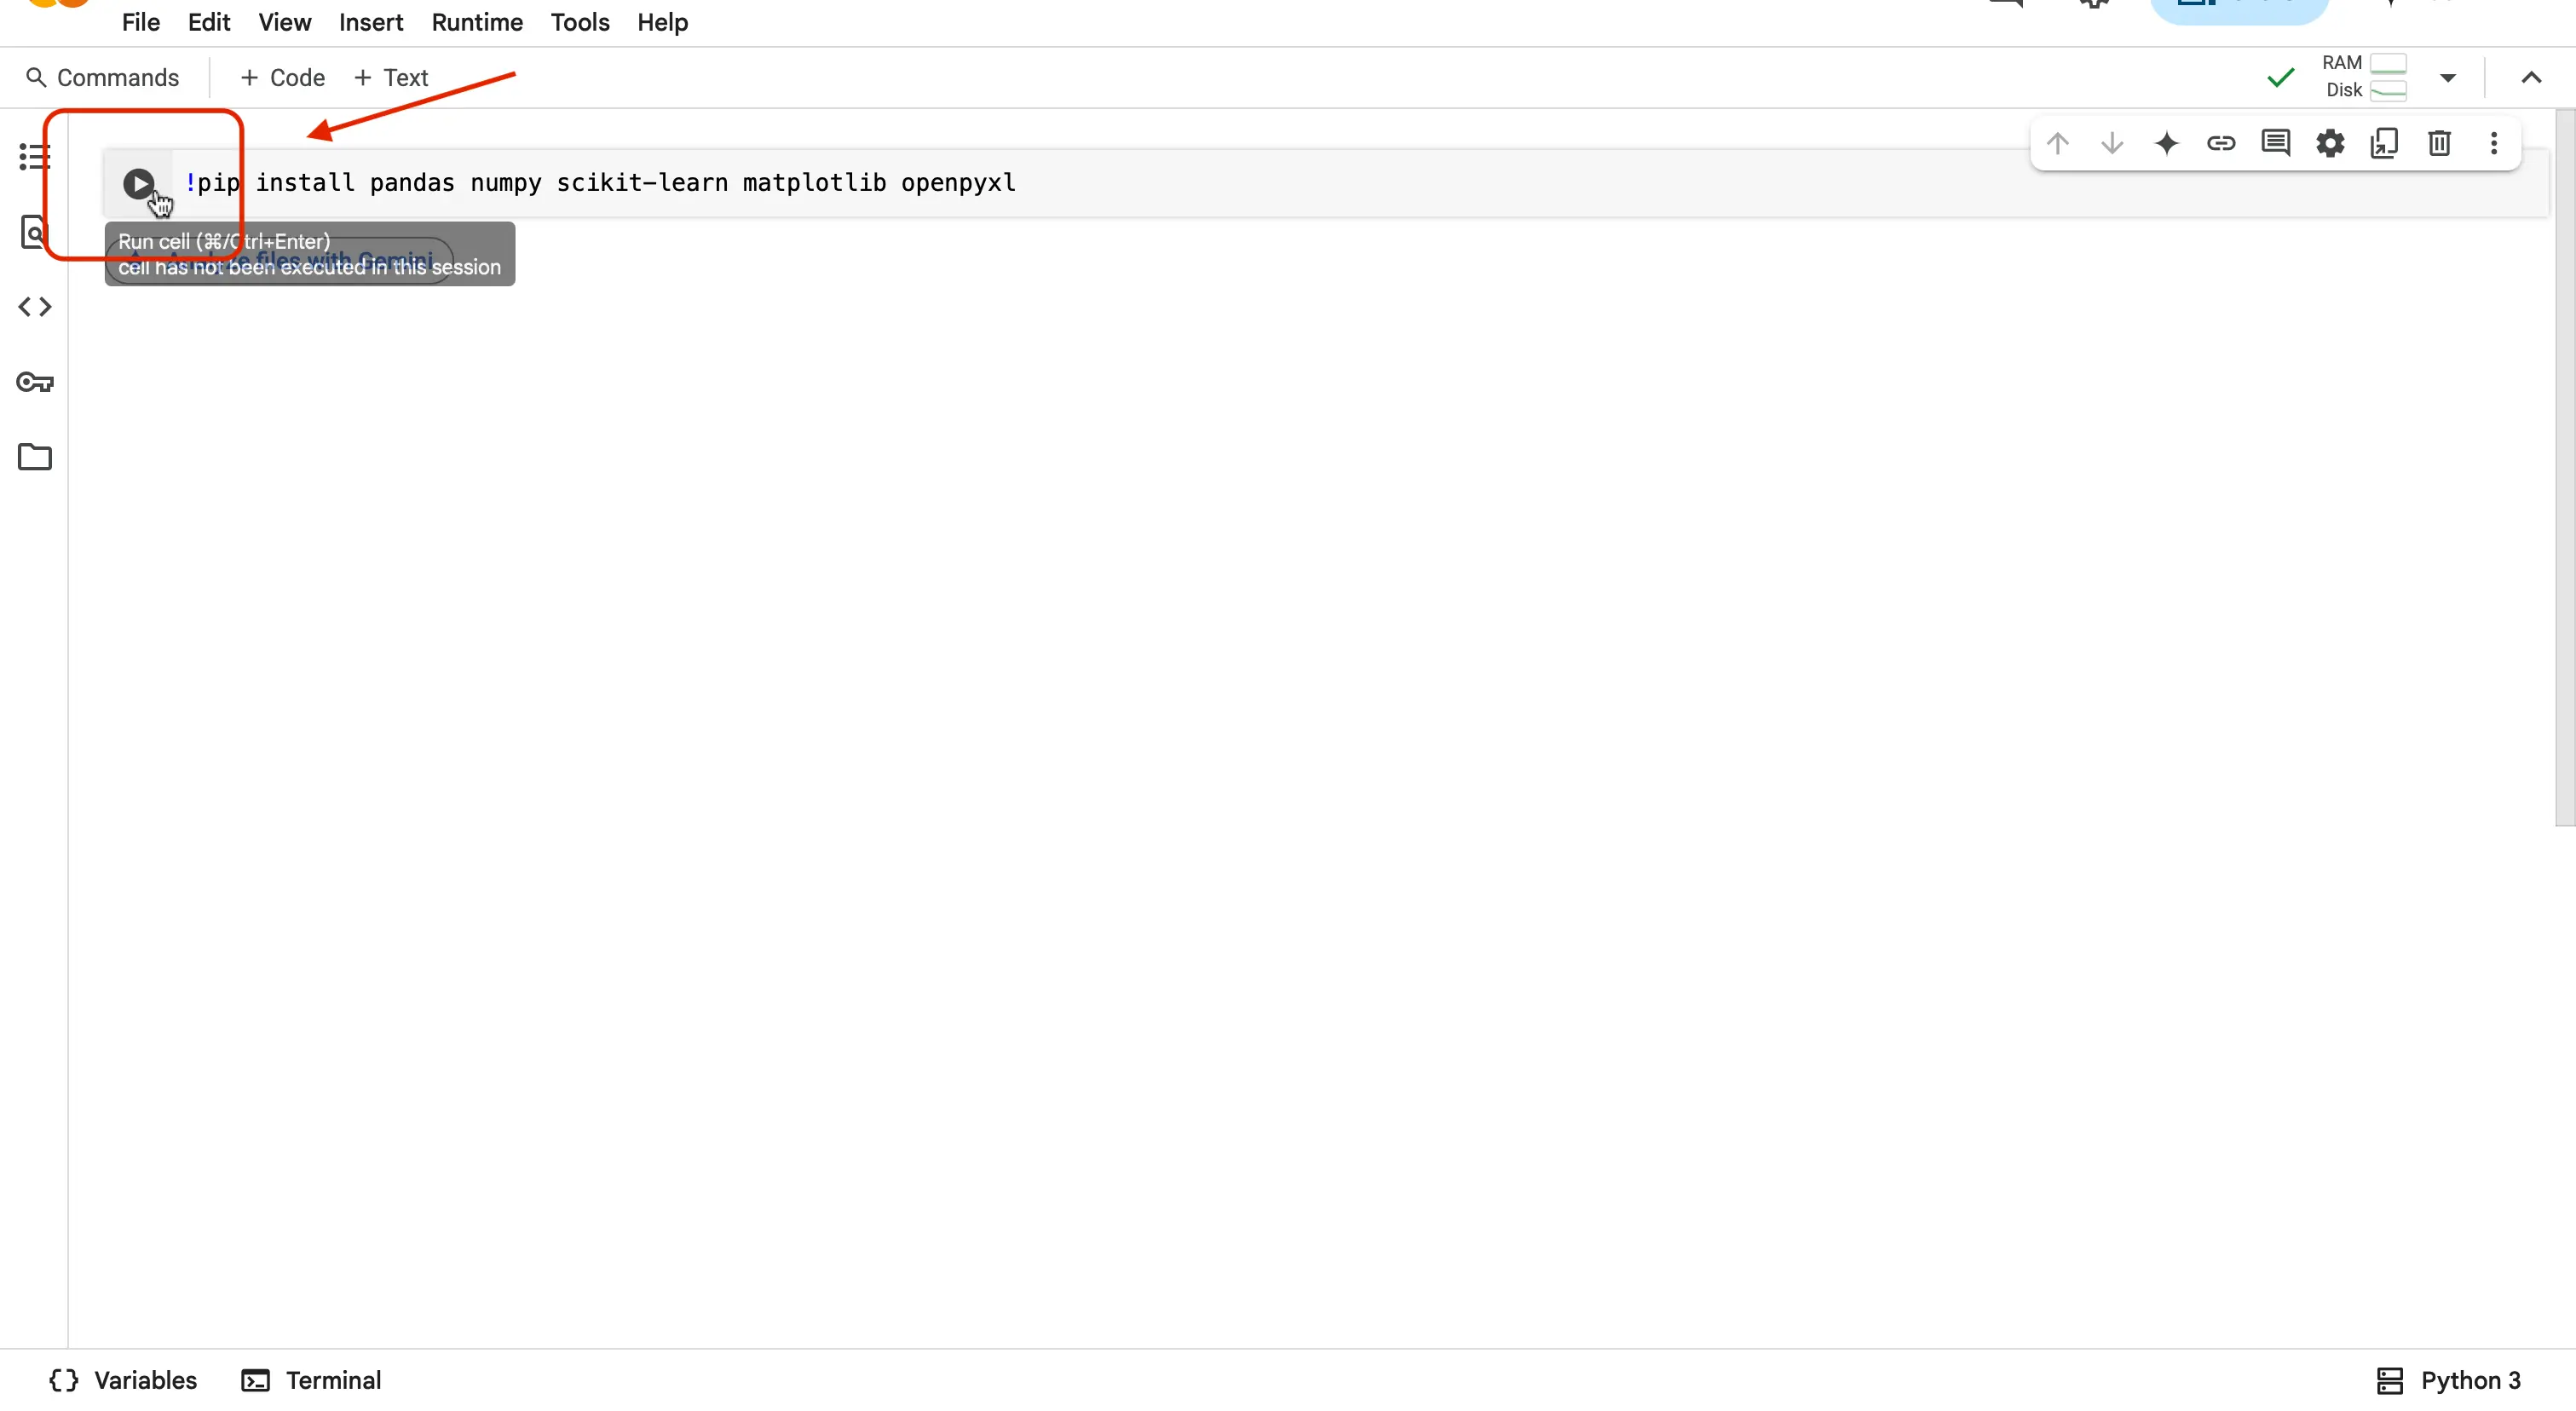 File Edit View Insert Runtime Tools Help
Commands + Code + Text
RAM
Disk
!pip install pandas numpy scikit-learn matplotlib openpyxl
Run cell (⌘/Ctrl+Enter)
cell has not been executed in this session
files with Gemini
Variables Terminal Python 3